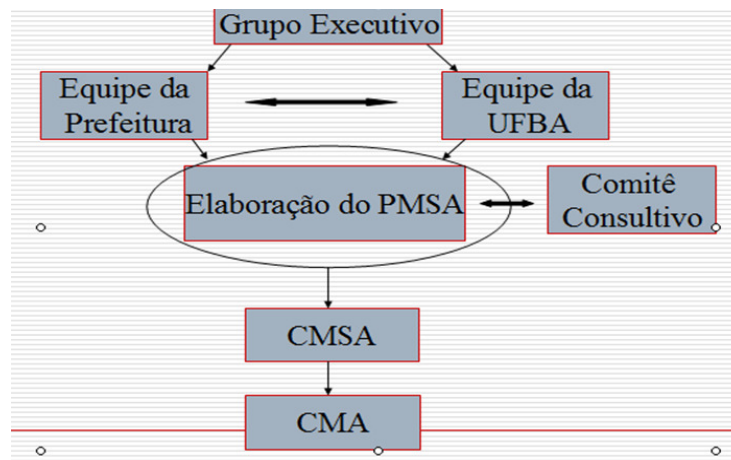 Grupo Executivo
Equipe da
Prefeitura
Equipe da
UFBA
Elaboração do PMSA
Comitê
Consultivo
CMSA
CMA